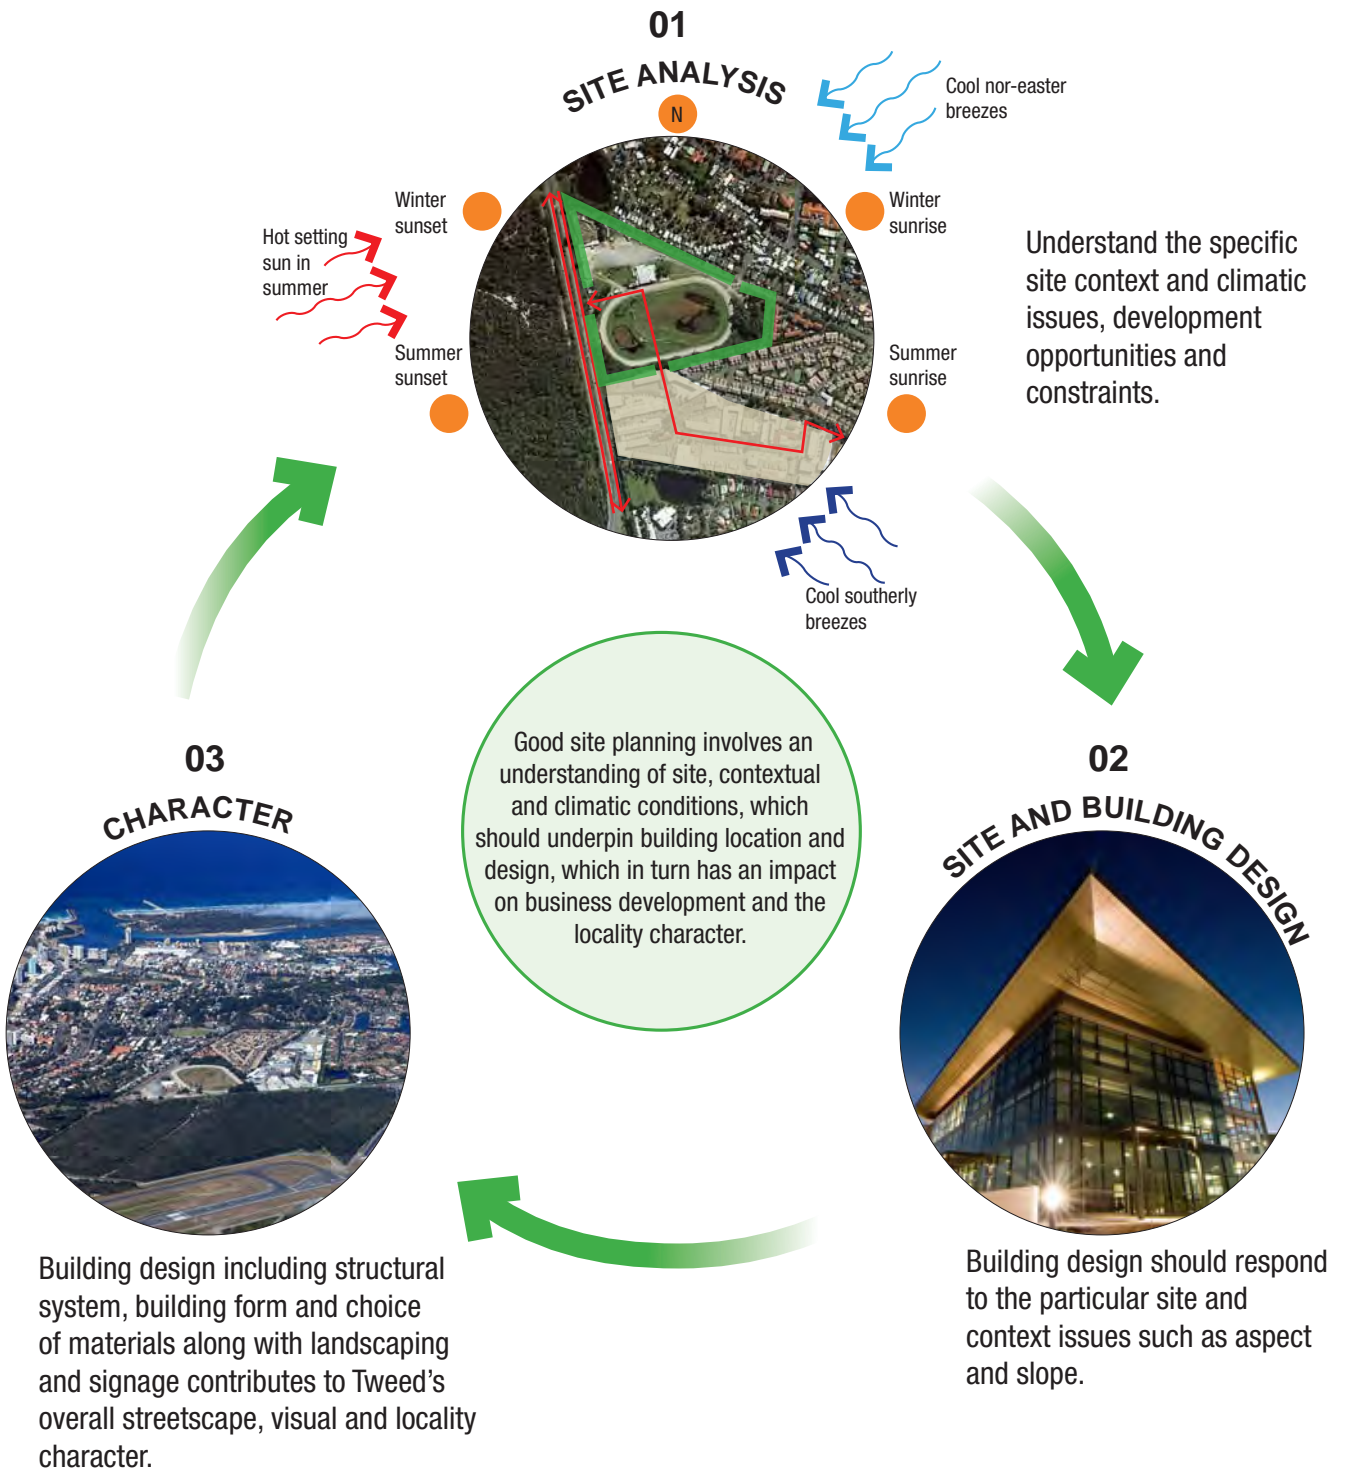 01
SITE ANALYSIS
N
Cool nor-easter
breezes
Winter
sunset
Winter
sunrise
Hot setting
sun in
summer
Summer
sunset
Summer
sunrise
Understand the specific
site context and climatic
issues, development
opportunities and
constraints.
Cool southerly
breezes
Good site planning involves an
understanding of site, contextual
and climatic conditions, which
should underpin building location and
design, which in turn has an impact
on business development and the
locality character.
02
SITE AND BUILDING DESIGN
Building design should respond
to the particular site and
context issues such as aspect
and slope.
03
CHARACTER
Building design including structural
system, building form and choice
of materials along with landscaping
and signage contributes to Tweed’s
overall streetscape, visual and locality
character.